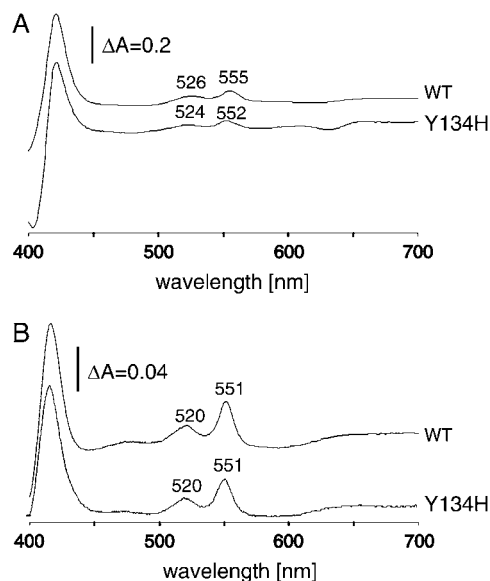 A
ΔA=0.2
526 555
WT
524 552
Y134H
400 500 600 700
wavelength [nm]
B
ΔA=0.04
520 551
WT
520 551
Y134H
400 500 600 700
wavelength [nm]